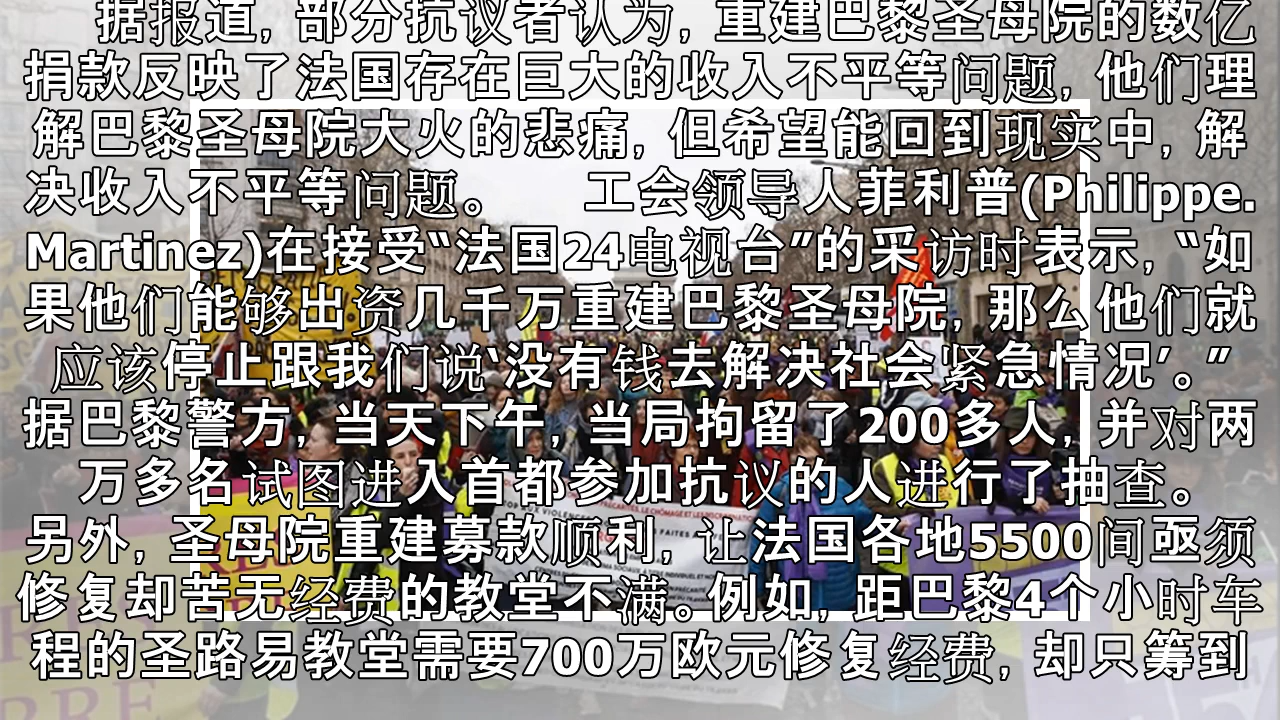 据报道，部分抗议者认为，重建巴黎圣母院的数亿
捐款反映了法国存在巨大的收入不平等问题，他们理
解巴黎圣母院大火的悲痛，但希望能回到现实中，解
决收入不平等问题。 工会领导人菲利普(Philippe.
Martinez)在接受“法国24电视台”的采访时表示，“如
果他们能够出资几千万重建巴黎圣母院，那么他们就
应该停止跟我们说‘没有钱去解决社会紧急情况’。”
据巴黎警方，当天下午，当局拘留了200多人，并对两
万多名试图进入首都参加抗议的人进行了抽查。
另外，圣母院重建募款顺利，让法国各地5500间亟须
修复却苦无经费的教堂不满。例如，距巴黎4个小时车
程的圣路易教堂需要700万欧元修复经费，却只筹到